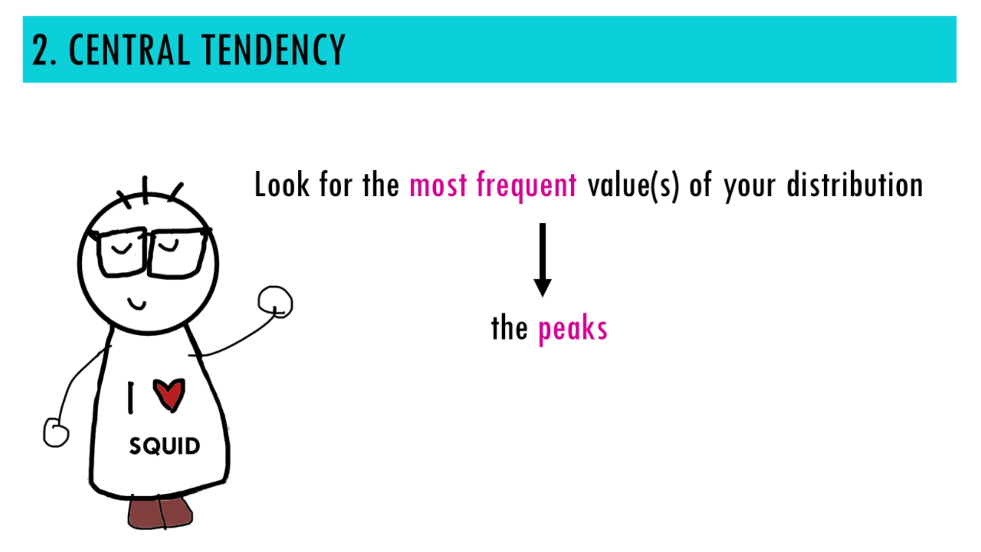 2. CENTRAL TENDENCY
Look for the most frequent value(s) of your distribution
the peaks
I ❤
SQUID